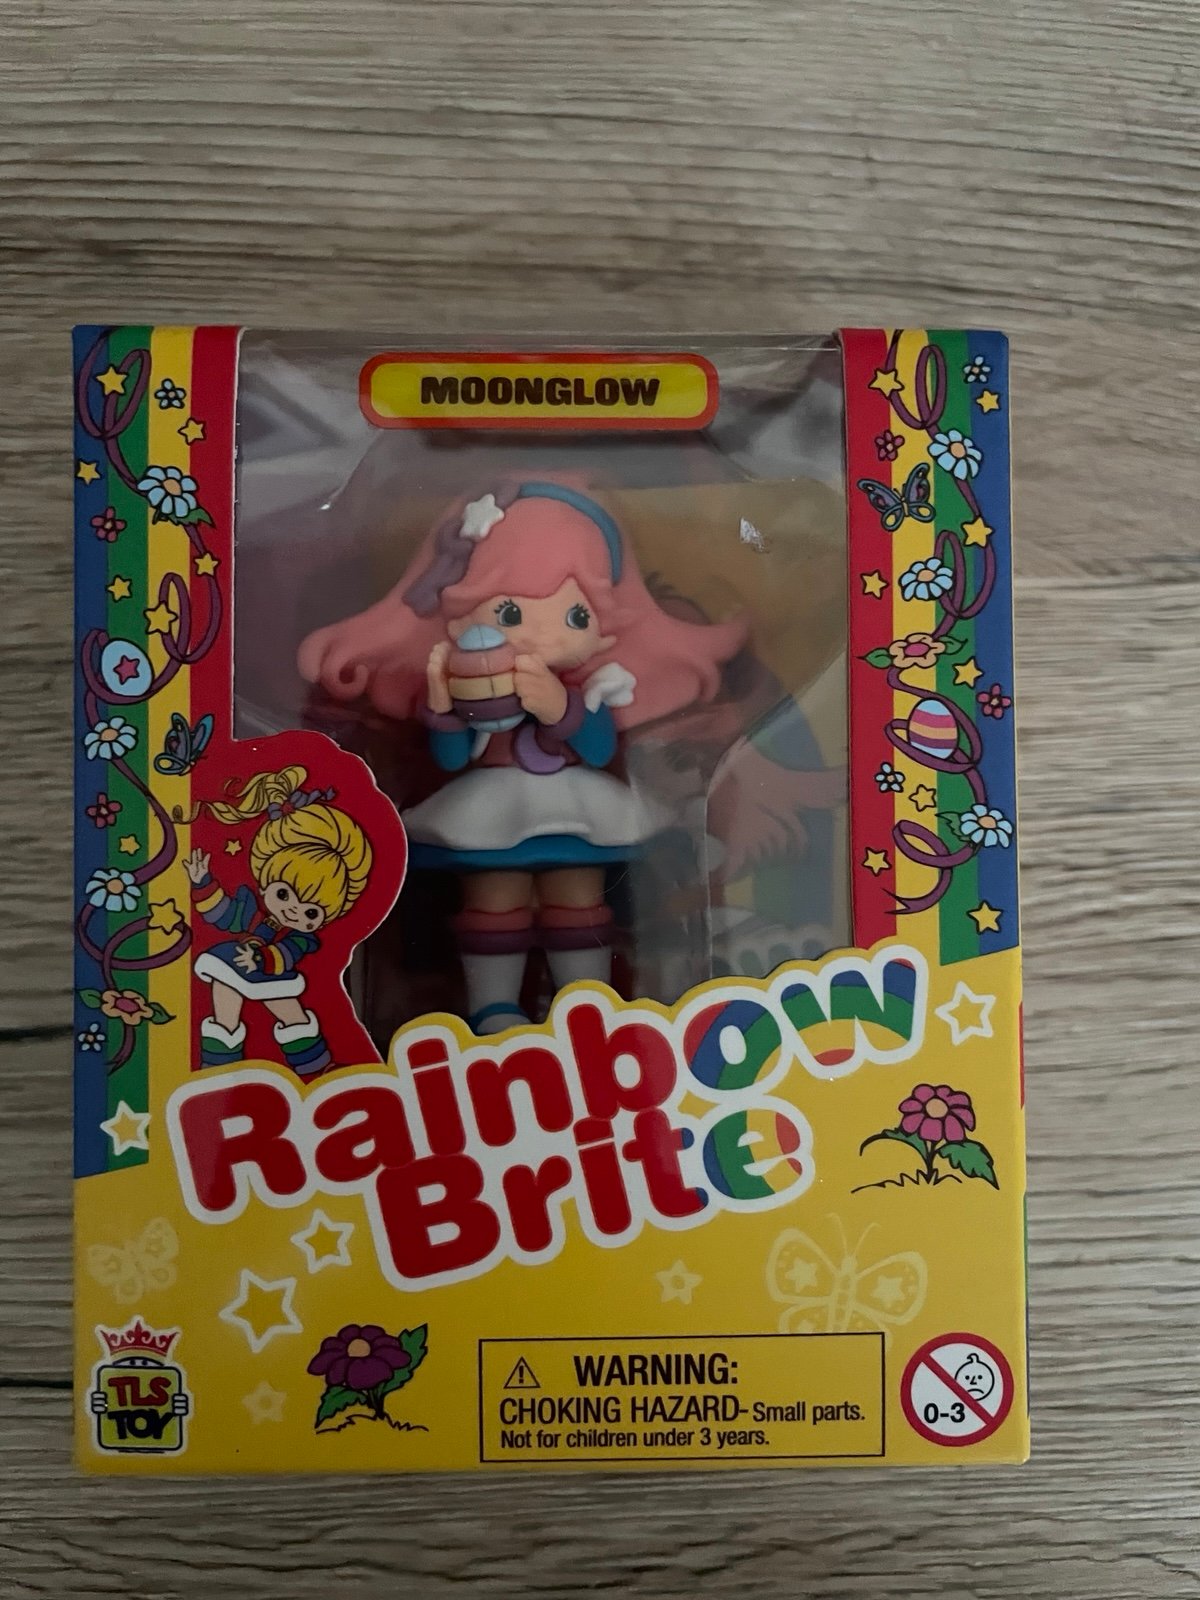 MOONGLOW
Rainbow
Brite
TLS
TOY
WARNING:
CHOKING HAZARD-Small parts.
Not for children under 3 years.
0-3